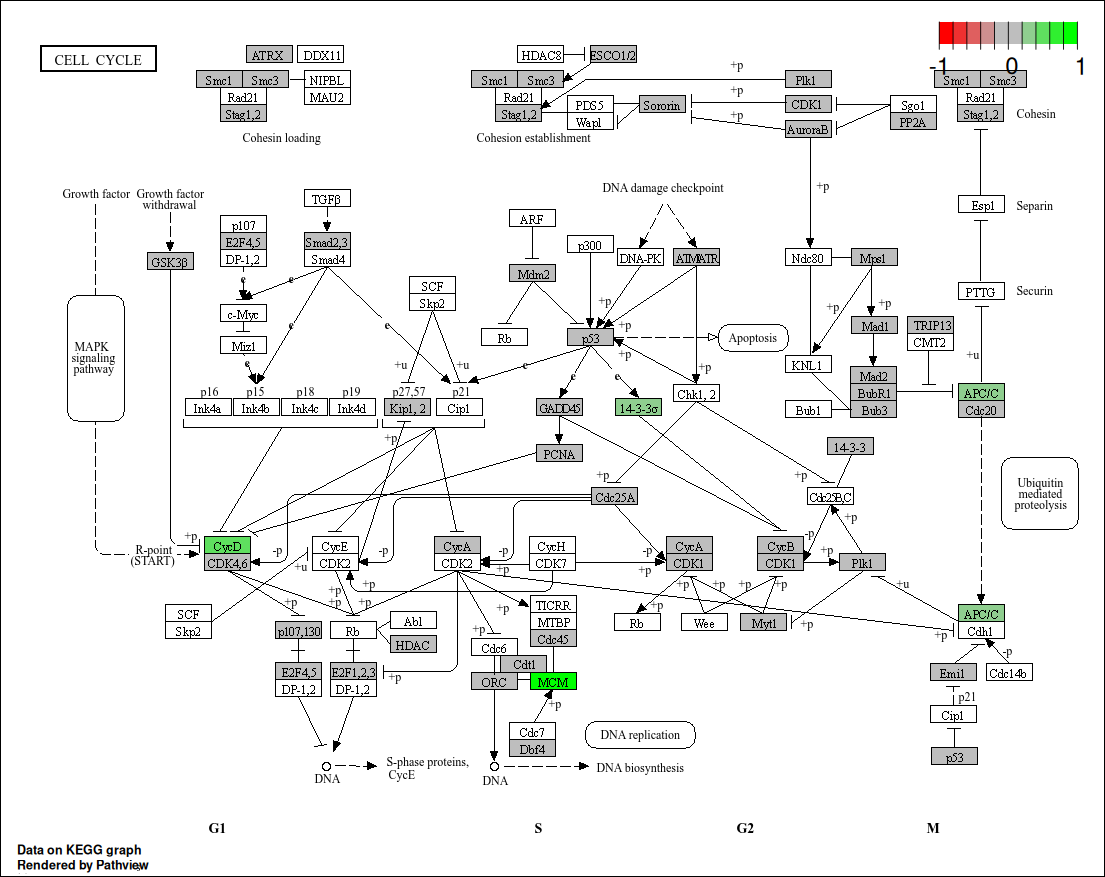 CELL CYCLE
ATRX DDX11
Smc1 Smc3 NIPBL
Rad21 MAU2
Stag1,2
Cohesin loading
HDAC8 ESCO1/2
Smc1 Smc3
Rad21
Stag1,2
PDS5
Wapl
Sororin
Cohesion establishment
+p
Plk1
+p
CDK1
+p
AuroraB
Sgo1
PP2A
-1 0 1
Smc1 Smc3
Rad21
Stag1,2
Cohesin
Growth factor
Growth factor
withdrawal
GSK3β
p107
E2F4,5
DP-1,2
TGFβ
Smad2,3
Smad4
e
c-Myc
Miz1
e
e
e
ARF
Mdm2
Rb
SCF
Skp2
+u
+u
DNA damage checkpoint
p300
DNA-PK
ATM/ATR
+p
+p
p53
+p
Apoptosis
e
e
e
+p
Chk1, 2
+p
Ndc80
Mps1
+p
+p
Mad1
KNL1
Mad2
BubR1
Bub1
Bub3
TRIP13
CMT2
Esp1
Separin
PTTG
Securin
+u
APC/C
Cdc20
MAPK
signaling
pathway
p16 p15 p18 p19
Ink4a Ink4b Ink4c Ink4d
p27,57 p21
Kip1, 2 Cip1
+p
GADD45
14-3-3σ
PCNA
14-3-3
+p
Cdc25A
+p
Cdc25B,C
+p
-p
Ubiquitin
mediated
proteolysis
R-point
(START)
+p
CycD
CDK4,6
-p
CycE
CDK2
+u
-p
CycA
CDK2
-p
+p
CycH
CDK7
-p
+p
CycA
CDK1
CycB
CDK1
+p
Plk1
+u
+p
+p
+p
+p
+p
+p
+p
+p
+p
+p
SCF
Skp2
p107,130
Rb
Abl
HDAC
TICRR
MTBP
Cdc45
Cdc6
Cdt1
ORC
MCM
+p
Cdc7
Dbf4
Rb
Wee
Myt1
+p
+p
APC/C
Cdh1
-p
Emi1
Cdc14b
p21
Cip1
p53
E2F4,5
DP-1,2
E2F1,2,3
DP-1,2
+p
DNA replication
DNA
S-phase proteins,
CycE
DNA
DNA biosynthesis
G1 S G2 M
Data on KEGG graph
Rendered by Pathview